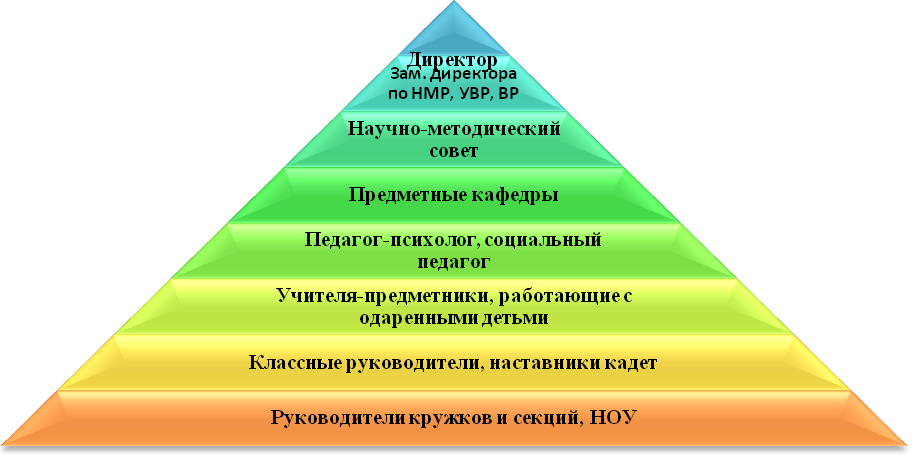 Директор
Зам. директора
по НМР, УВР, ВР
Научно-методический
совет
Предметные кафедры
Педагог-психолог, социальный
педагог
Учителя-предметники, работающие с
одаренными детьми
Классные руководители, наставники кадет
Руководители кружков и секций, НОУ